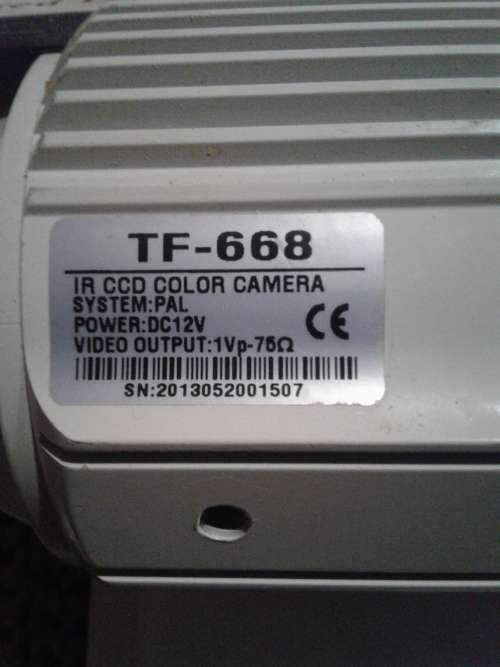 TF-668
IR CCD COLOR CAMERA
SYSTEM:PAL
POWER:DC12V
CE
VIDEO OUTPUT:1Vp-75Ω
SN:2013052001507